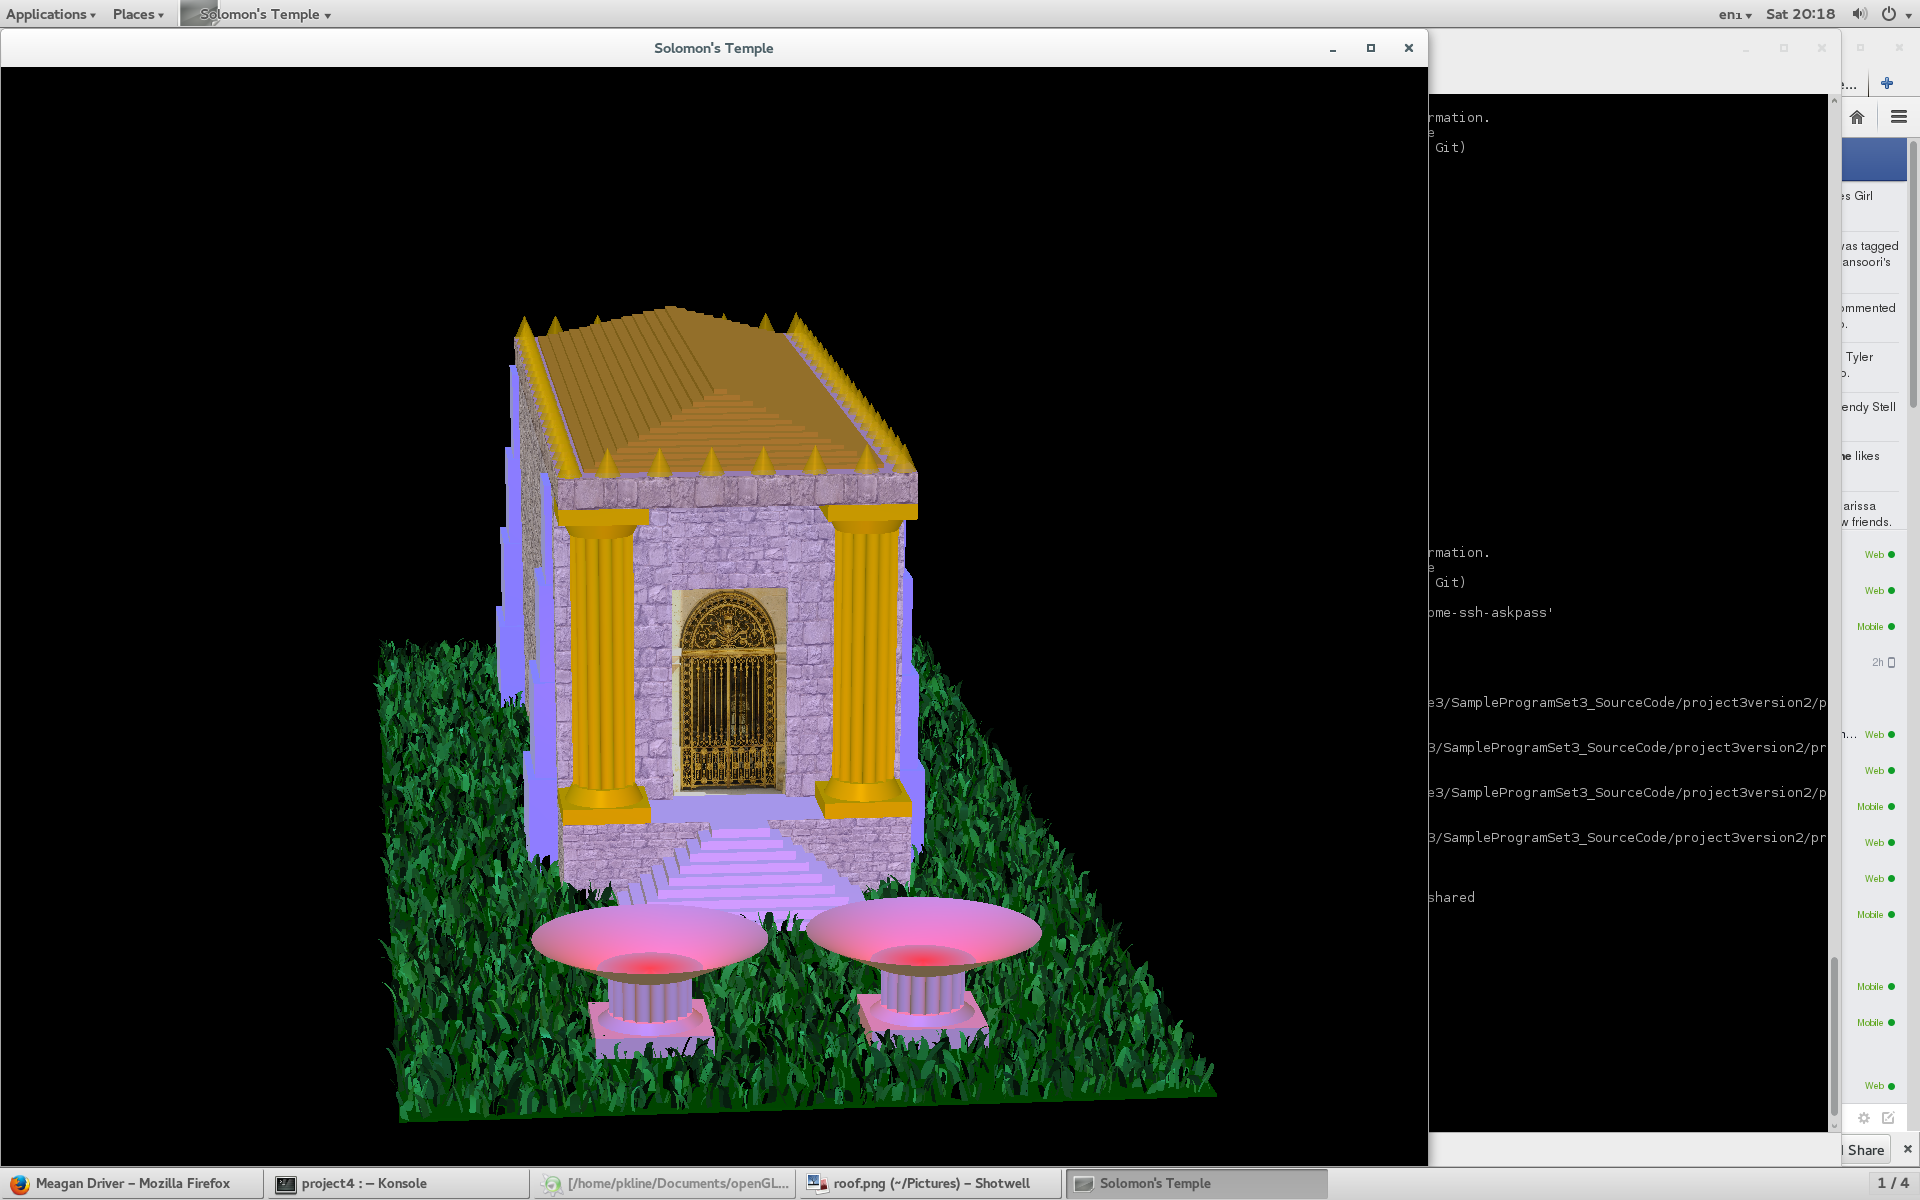 Applications Places Solomon's Temple en1 Sat 20:18
Solomon's Temple
rmation.
e
Git)
rmation.
e
Git)
ome-ssh-askpass'
e3/SampleProgramSet3_SourceCode/project3version2/p
3/SampleProgramSet3_SourceCode/project3version2/pr
e3/SampleProgramSet3_SourceCode/project3version2/p
3/SampleProgramSet3_SourceCode/project3version2/pr
shared
e...
es Girl
was tagged
ansoori's
ommented
o.
Tyler
o.
endy Stell
ne likes
arissa
w friends.
Web
Web
Mobile
2h
n... Web
Web
Mobile
Web
Web
Mobile
Mobile
Mobile
Web
Share
Meagan Driver – Mozilla Firefox project4 : – Konsole [/home/pkline/Documents/openGL... roof.png (~/Pictures) – Shotwell Solomon's Temple 1 / 4